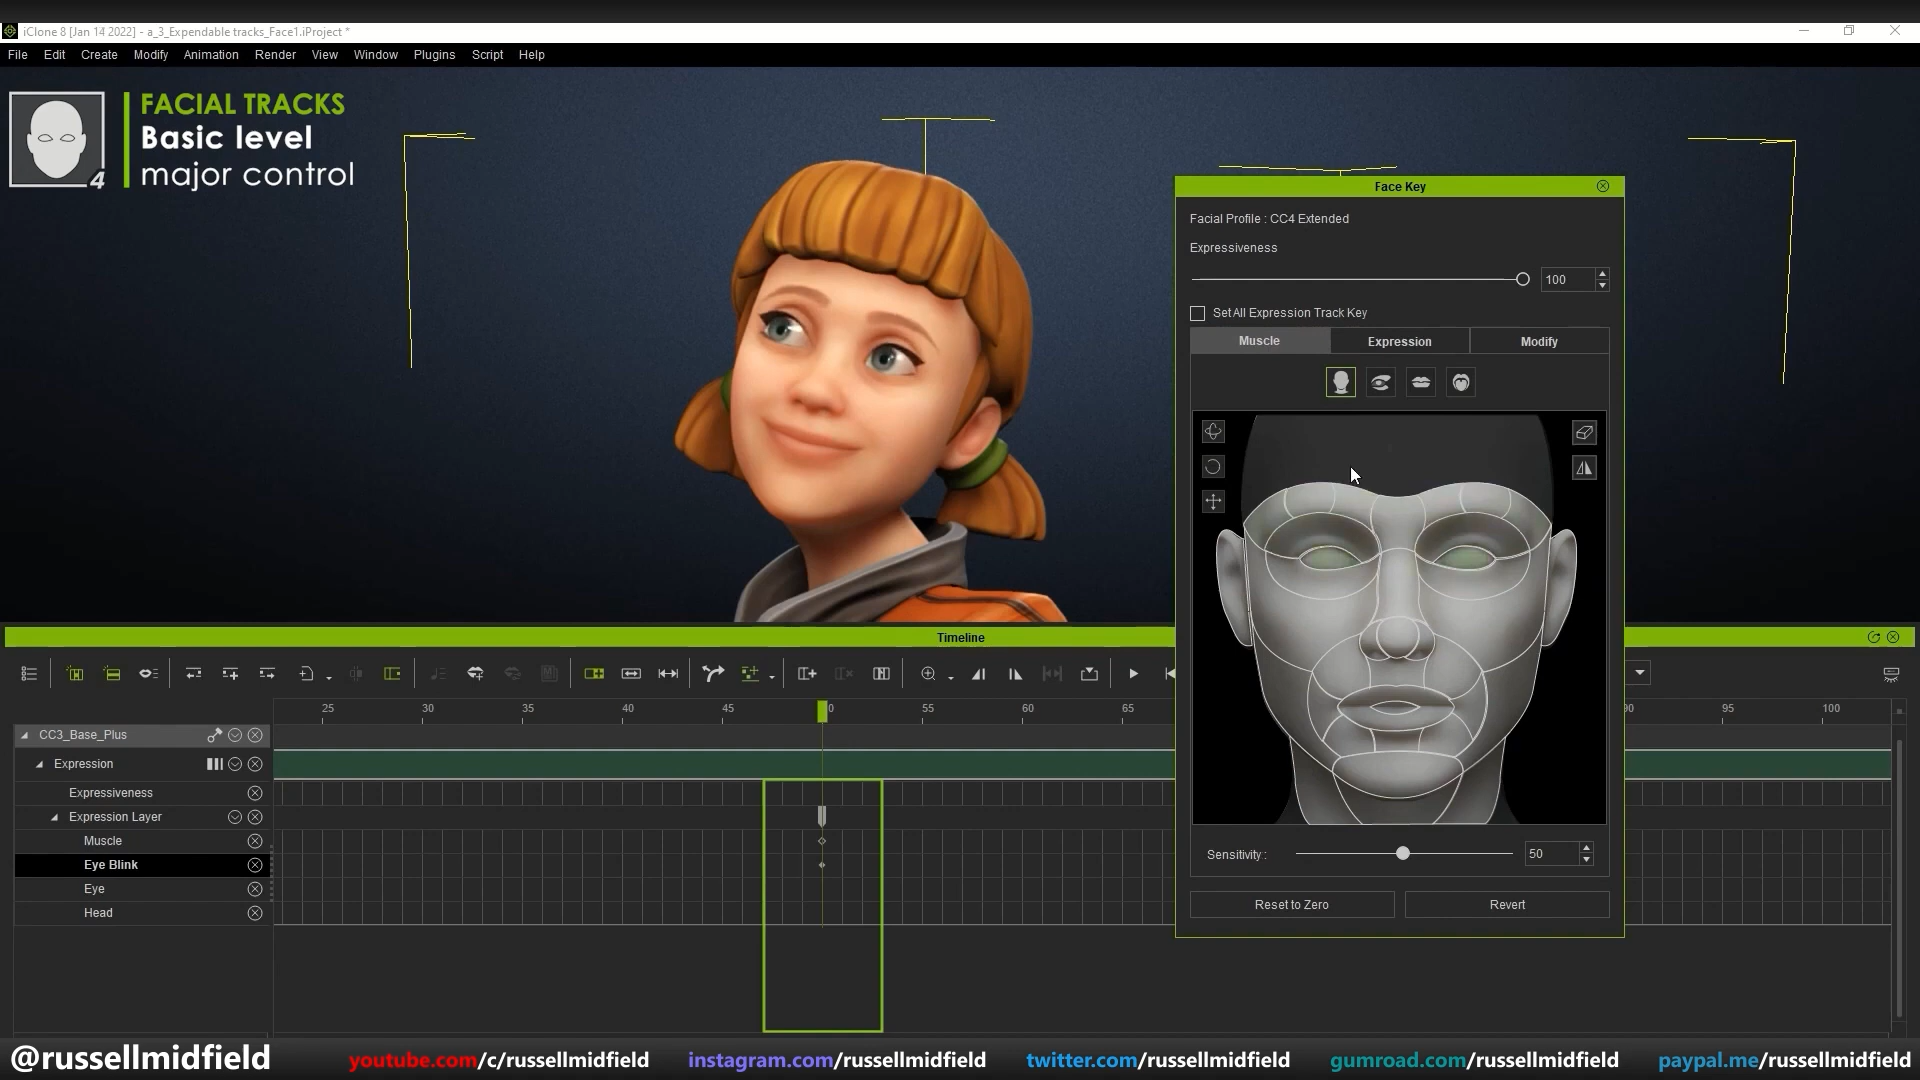 iClone 8 [Jan 14 2022] - a_3_Expendable tracks_Face1.iProject *
File Edit Create Modify Animation Render View Window Plugins Script Help
FACIAL TRACKS
Basic level
major control
4
Face Key
Facial Profile : CC4 Extended
Expressiveness
100
Set All Expression Track Key
Muscle Expression Modify
Sensitivity : 50
Reset to Zero Revert
Timeline
25 30 35 40 45 0 55 60 65 90 95 100
CC3_Base_Plus
Expression
Expressiveness
Expression Layer
Muscle
Eye Blink
Eye
Head
@russellmidfield youtube.com/c/russellmidfield instagram.com/russellmidfield twitter.com/russellmidfield gumroad.com/russellmidfield paypal.me/russellmidfield